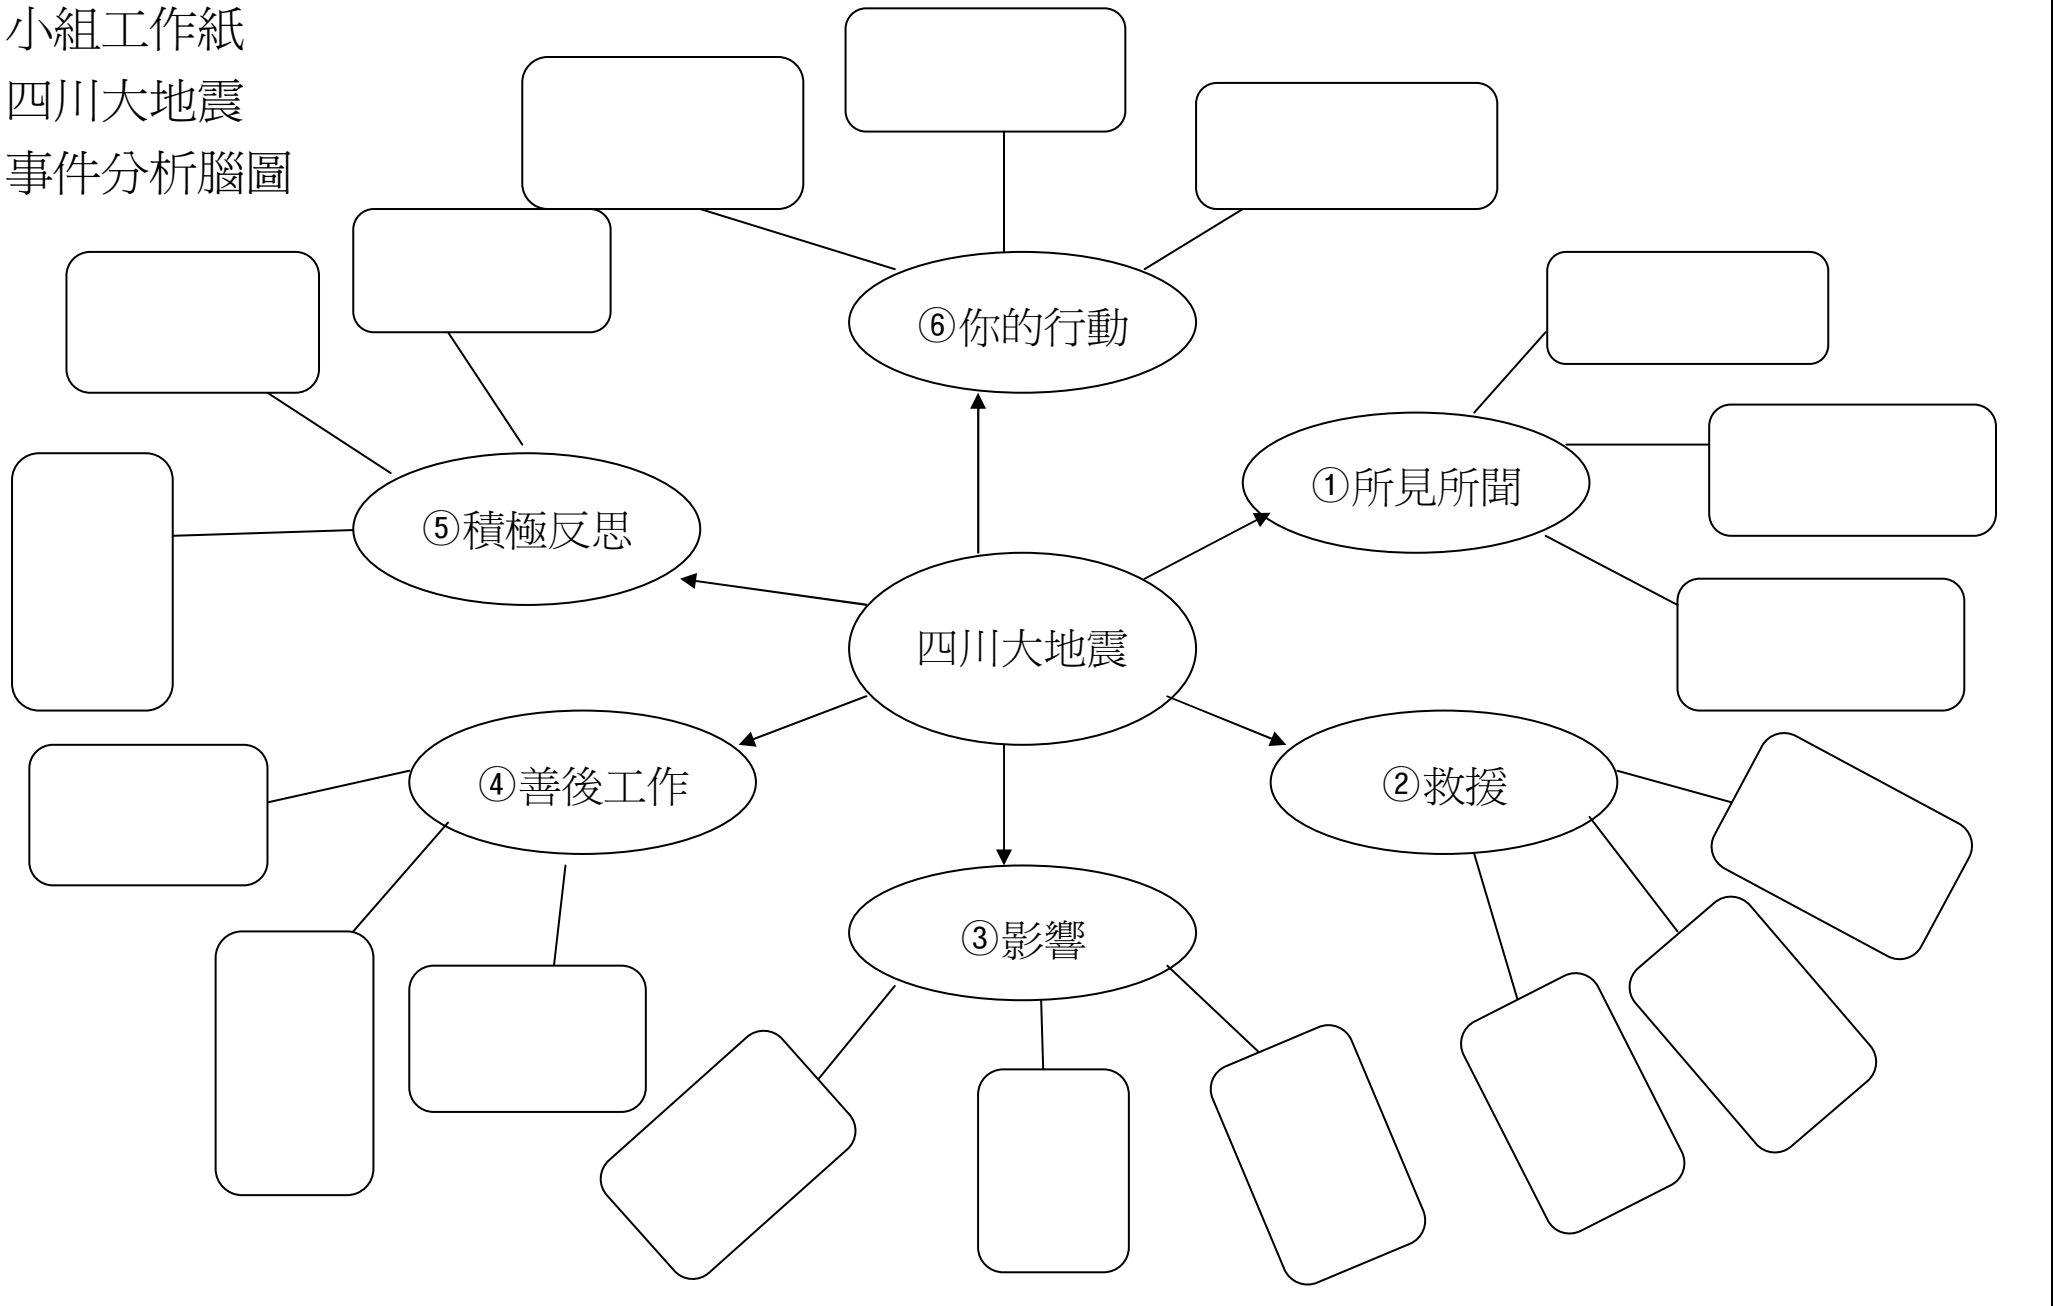 小組工作紙
四川大地震
事件分析腦圖
⑥你的行動
①所見所聞
⑤積極反思
四川大地震
④善後工作
②救援
③影響